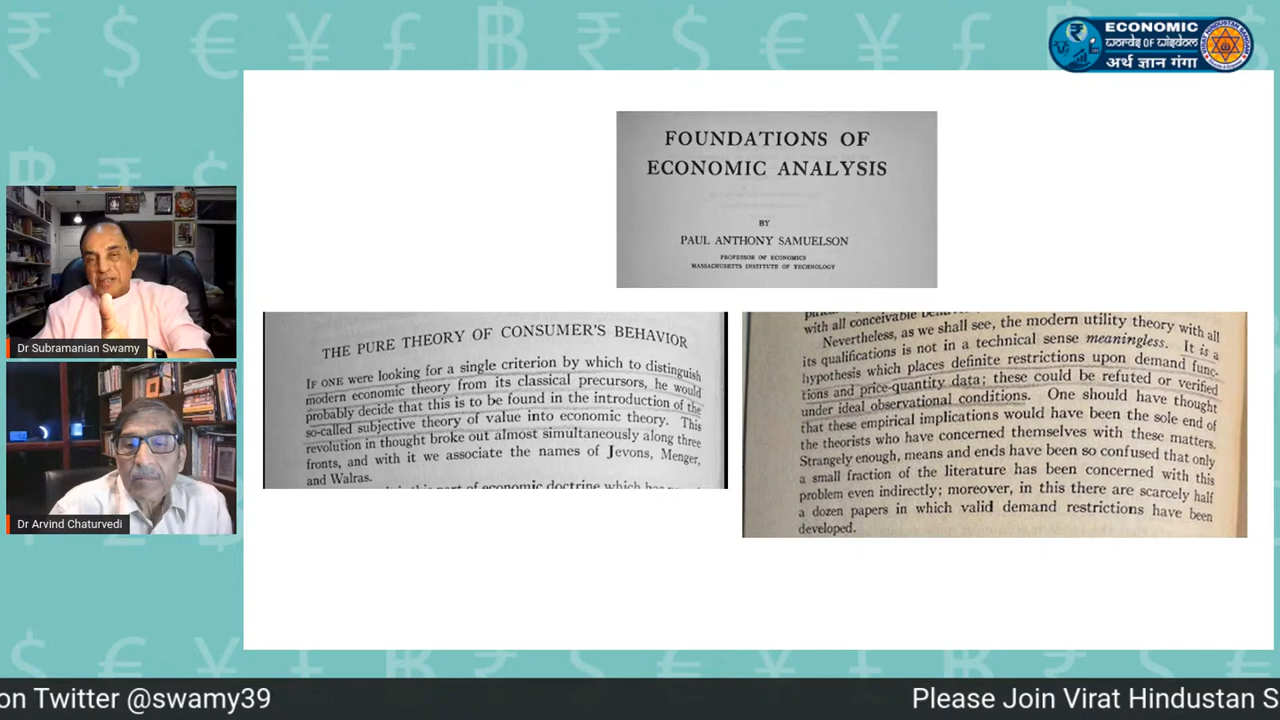 ECONOMIC
WORDS OF WISDOM
अर्थ ज्ञान गंगा
FOUNDATIONS OF
ECONOMIC ANALYSIS
BY
PAUL ANTHONY SAMUELSON
PROFESSOR OF ECONOMICS
MASSACHUSETTS INSTITUTE OF TECHNOLOGY
Dr Subramanian Swamy
Dr Arvind Chaturvedi
THE PURE THEORY OF CONSUMER'S BEHAVIOR
IF ONE were looking for a single criterion by which to distinguish
modern economic theory from its classical precursors, he would
probably decide that this is to be found in the introduction of the
so-called subjective theory of value into economic theory. This
revolution in thought broke out almost simultaneously along three
fronts, and with it we associate the names of Jevons, Menger,
and Walras.
this part of economic doctrine which has
with all conceivable
Nevertheless, as we shall see, the modern utility theory with all
its qualifications is not in a technical sense meaningless. It is a
hypothesis which places definite restrictions upon demand func-
tions and price-quantity data; these could be refuted or verified
under ideal observational conditions. One should have thought
that these empirical implications would have been the sole end of
the theorists who have concerned themselves with these matters.
Strangely enough, means and ends have been so confused that only
a small fraction of the literature has been concerned with this
problem even indirectly; moreover, in this there are scarcely half
a dozen papers in which valid demand restrictions have been
developed.
on Twitter @swamy39
Please Join Virat Hindustan S